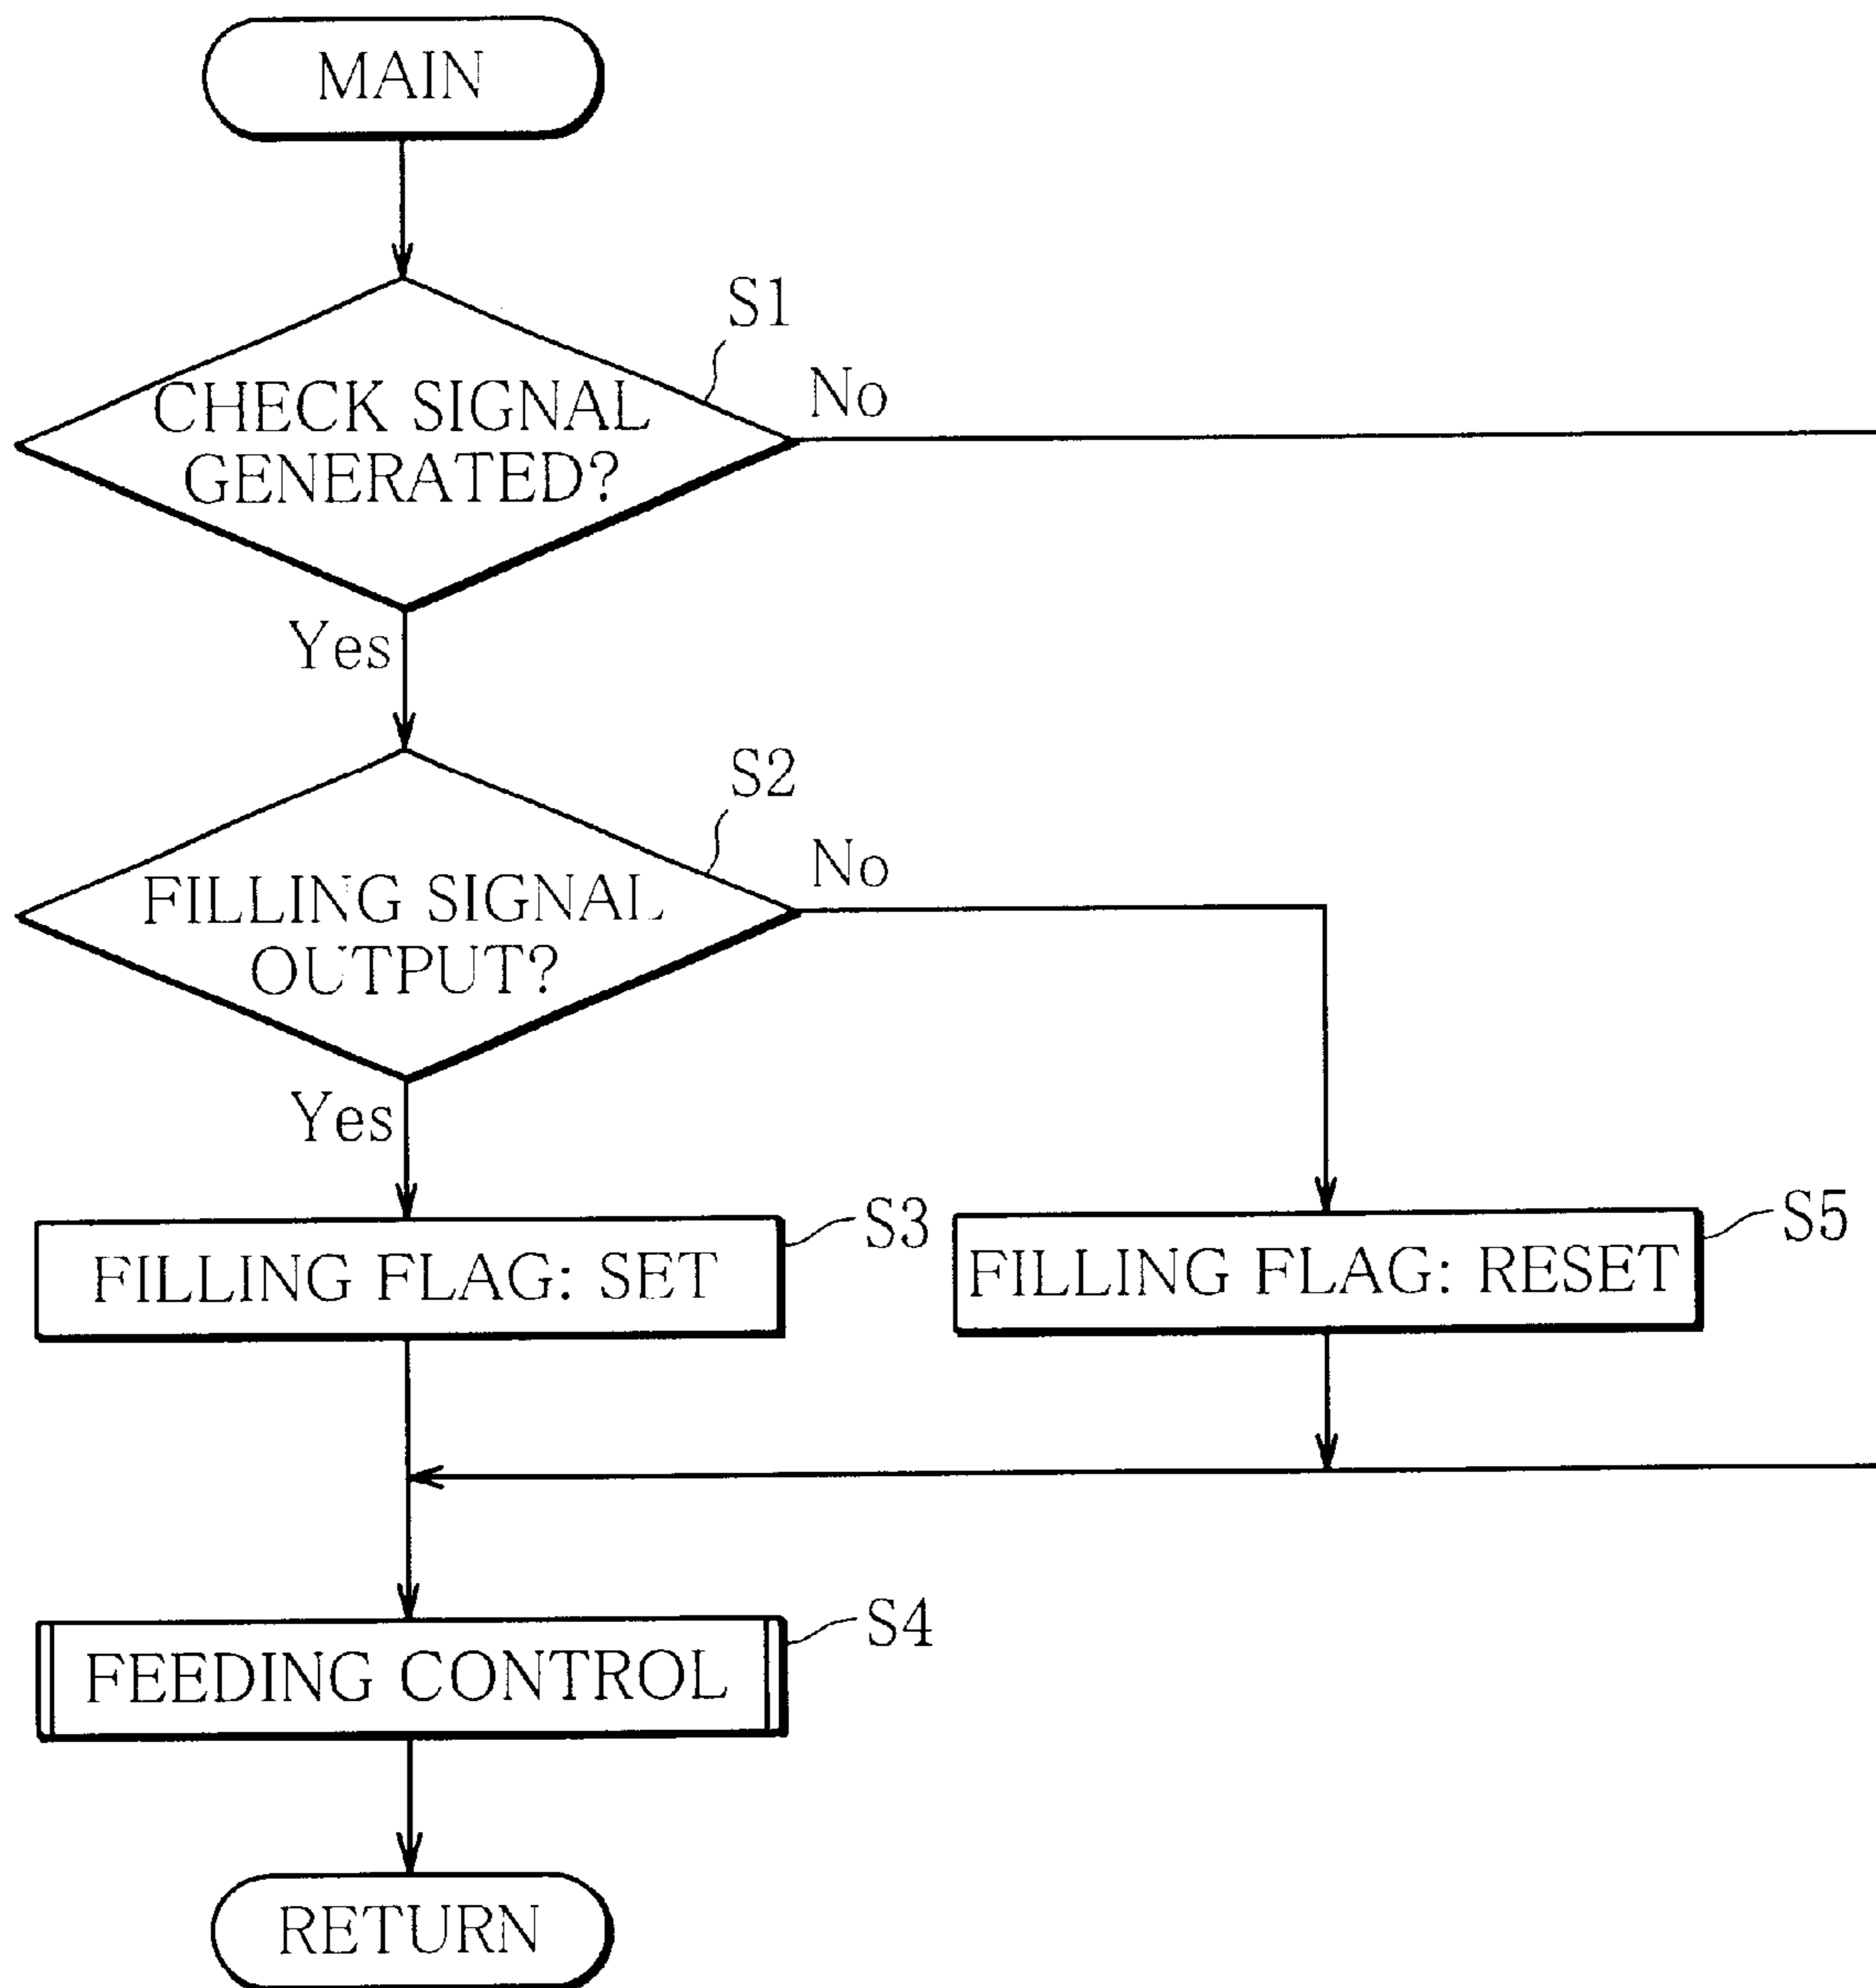 MAIN
S1
CHECK SIGNAL
GENERATED?
No
Yes
S2
FILLING SIGNAL
OUTPUT?
No
Yes
FILLING FLAG: SET
S3
FILLING FLAG: RESET
S5
FEEDING CONTROL
S4
RETURN